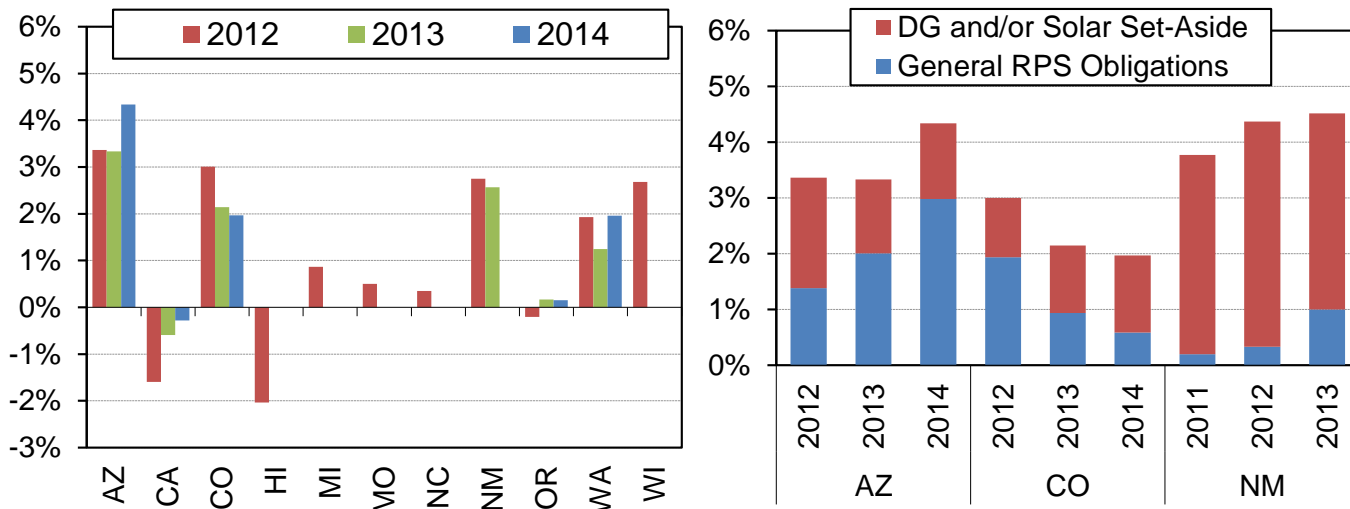 6%
5%
4%
3%
2%
1%
0%
-1%
-2%
-3%
2012 2013 2014
AZ CA CO HI MI MO NC NM OR WA WI
6%
5%
4%
3%
2%
1%
0%
DG and/or Solar Set-Aside
General RPS Obligations
2012 2013 2014 2012 2013 2014 2011 2012 2013
AZ CO NM